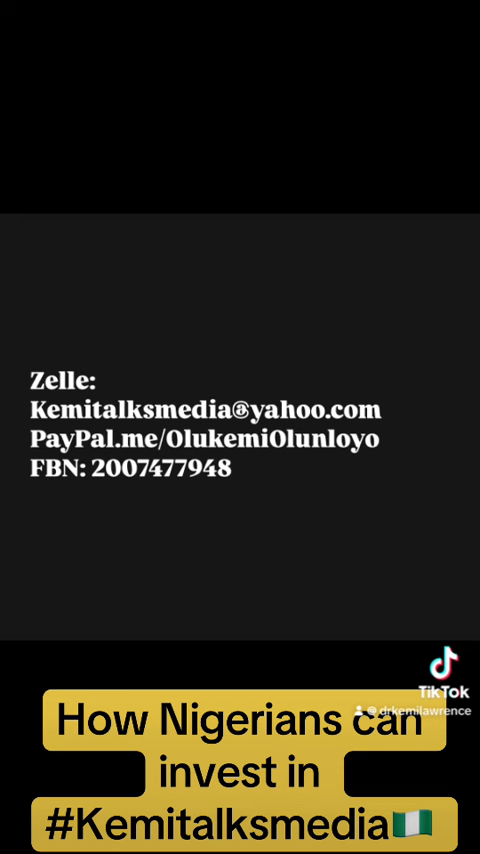 Zelle:
Kemitalksmedia@yahoo.com
PayPal.me/OlukemiOlunloyo
FBN: 2007477948
TikTok
@drkemilawrence
How Nigerians can
invest in
#Kemitalksmedia🇳🇬